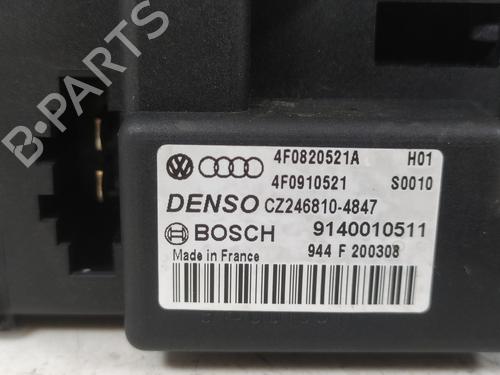 B-PARTS
4F0820521A H01
4F0910521 S0010
DENSO CZ246810-4847
BOSCH 9140010511
Made in France 944 F 200308